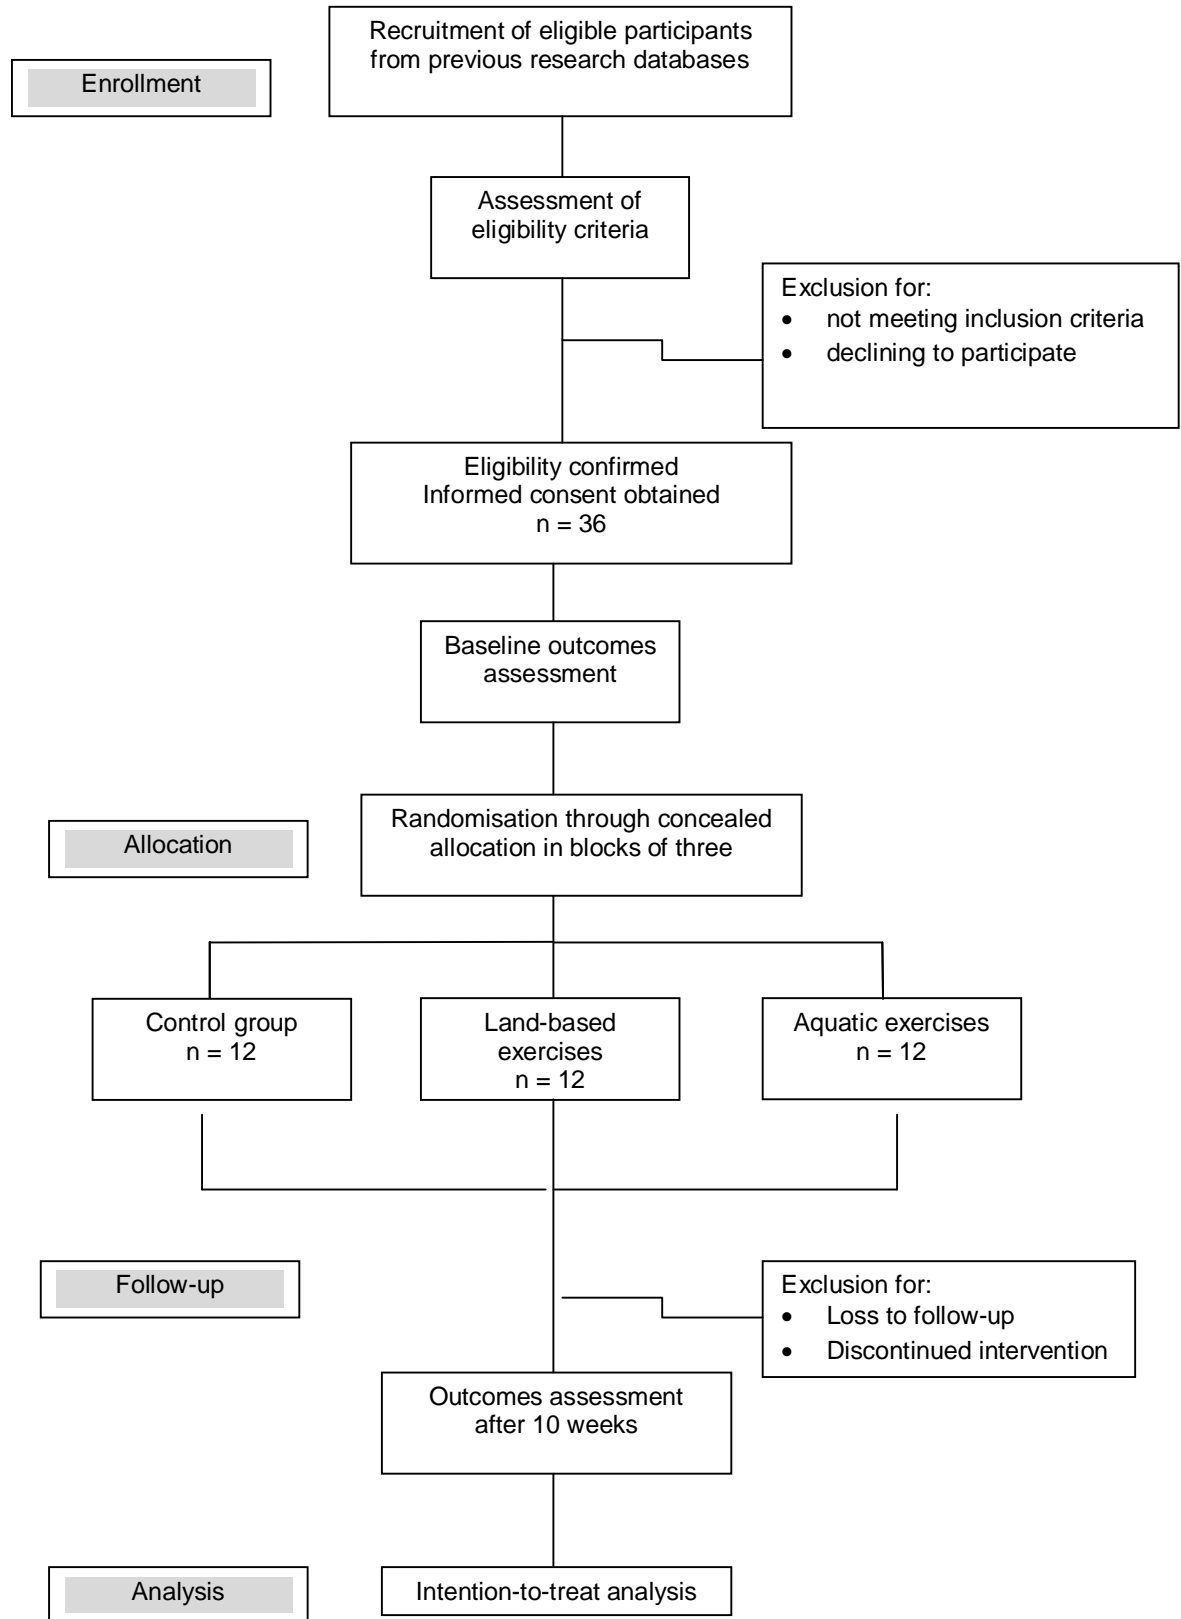 Recruitment of eligible participants
from previous research databases
Enrollment
Assessment of
eligibility criteria
Exclusion for:
• not meeting inclusion criteria
• declining to participate
Eligibility confirmed
Informed consent obtained
n = 36
Baseline outcomes
assessment
Randomisation through concealed
allocation in blocks of three
Allocation
Control group
n = 12
Land-based
exercises
n = 12
Aquatic exercises
n = 12
Follow-up
Exclusion for:
• Loss to follow-up
• Discontinued intervention
Outcomes assessment
after 10 weeks
Analysis
Intention-to-treat analysis